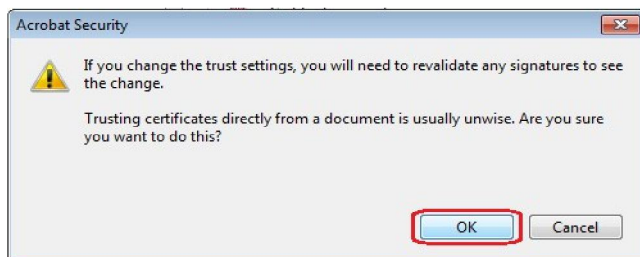 Acrobat Security
If you change the trust settings, you will need to revalidate any signatures to see
the change.
Trusting certificates directly from a document is usually unwise. Are you sure
you want to do this?
OK Cancel